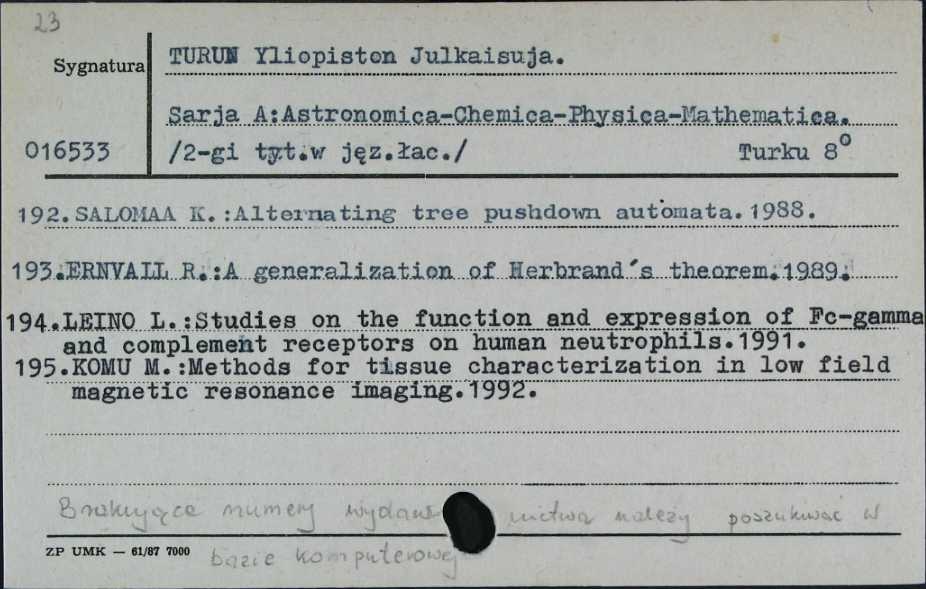 23
Sygnatura
TURUN Yliopiston Julkaisuja.
Sarja A:Astronomica-Chemica-Physica-Mathematica.
016533 /2-gi tyt.w jęz.łac./ Turku 8°
192.SALOMAA K.:Alternating tree pushdown automata.1988.
193.ERNVALL R.:A generalization of Herbrand´s theorem.1989.
194.LEINO L.:Studies on the function and expression of Fc-gamma
and complement receptors on human neutrophils.1991.
195.KOMU M.:Methods for tissue characterization in low field
magnetic resonance imaging.1992.
Brakujące numery wydaw nictwa należy poszukiwać w
bazie komputerowej
ZP UMK — 61/87 7000